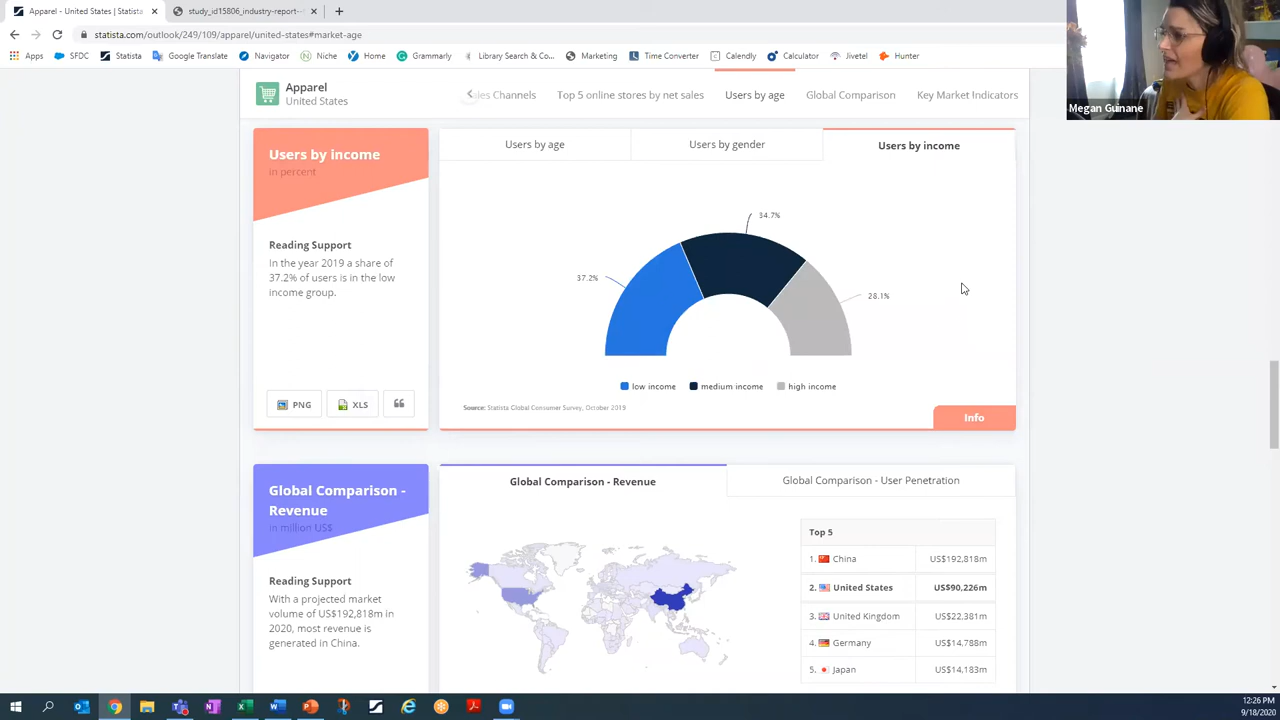 Apparel - United States | Statista
study_id15806_industry-report--
statista.com/outlook/249/109/apparel/united-states#market-age
Apps
SFDC
Statista
Google Translate
Navigator
Niche
Home
Grammarly
Library Search & Co...
Marketing
Time Converter
Calendly
Calculator
Jivetel
Hunter
Megan Guinane
Apparel
United States
Sales Channels
Top 5 online stores by net sales
Users by age
Global Comparison
Key Market Indicators
Users by income
in percent
Reading Support
In the year 2019 a share of
37.2% of users is in the low
income group.
PNG
XLS
Users by age
Users by gender
Users by income
34.7%
37.2%
28.1%
low income
medium income
high income
Source: Statista Global Consumer Survey, October 2019
Info
Global Comparison -
Revenue
in million US$
Reading Support
With a projected market
volume of US$192,818m in
2020, most revenue is
generated in China.
Global Comparison - Revenue
Global Comparison - User Penetration
Top 5
1. China US$192,818m
2. United States US$90,226m
3. United Kingdom US$22,381m
4. Germany US$14,788m
5. Japan US$14,183m
12:26 PM
9/18/2020